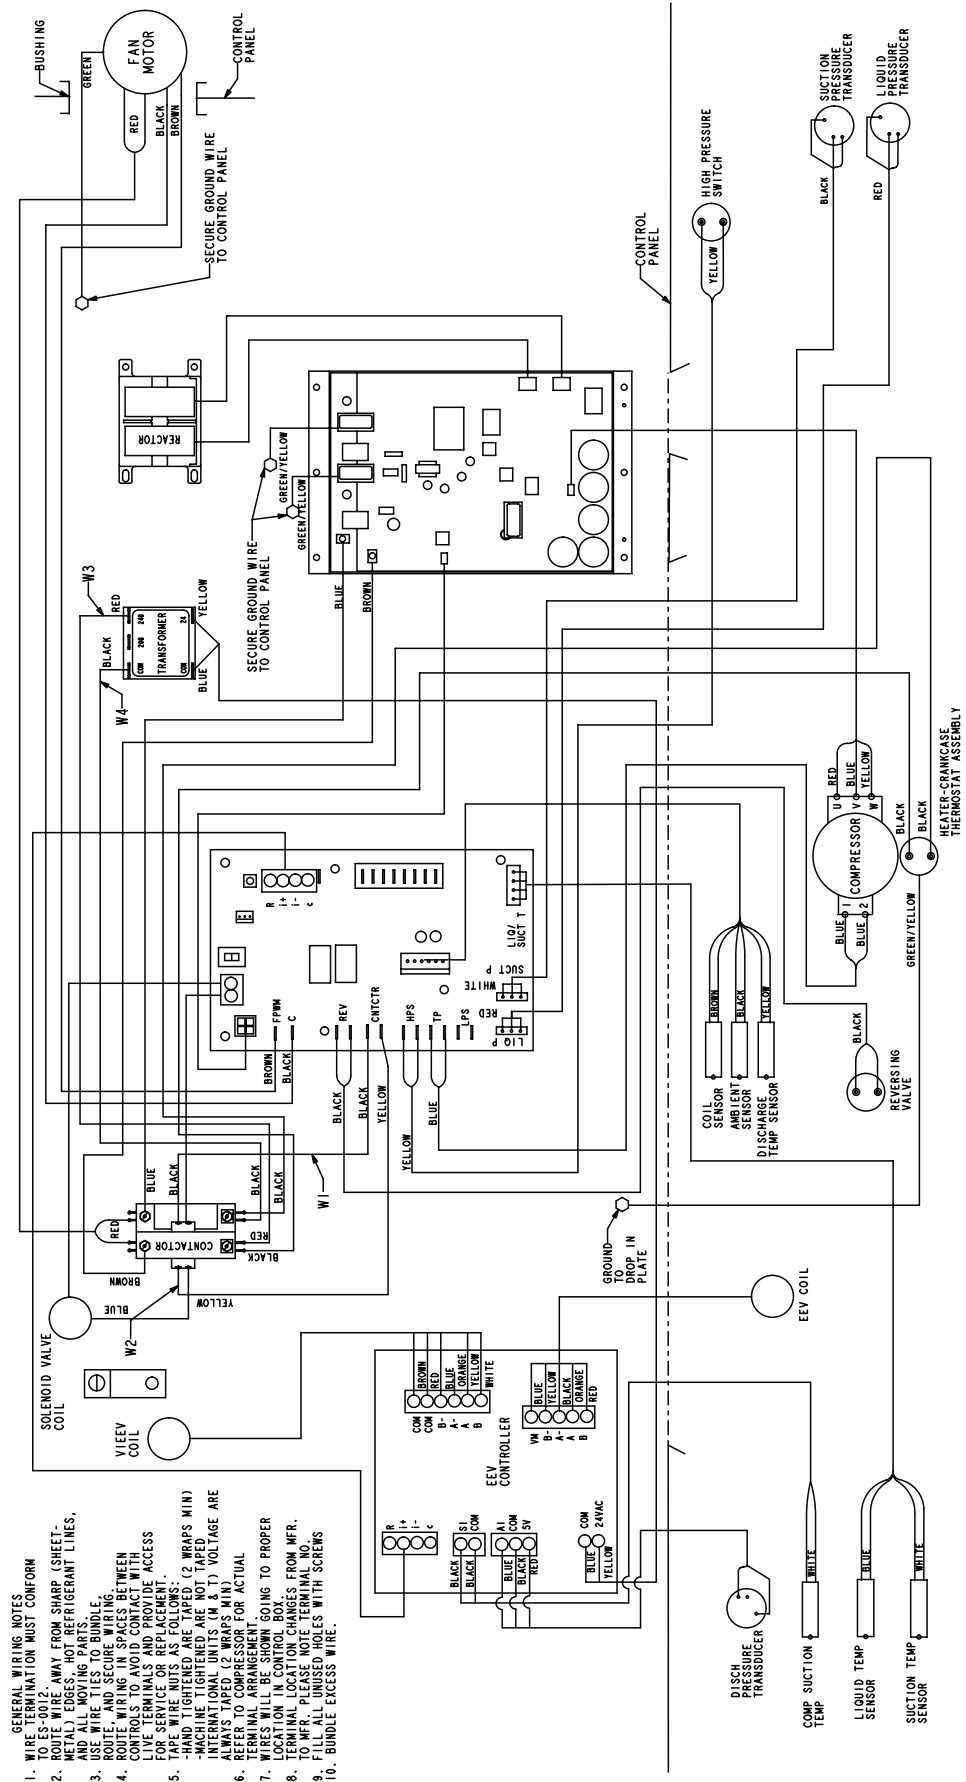 GENERAL WIRING NOTES
1. WIRE TERMINATION MUST CONFORM
TO ES-0012.
2. ROUTE WIRE AWAY FROM SHARP (SHEET-
METAL) EDGES, HOT REFRIGERANT LINES,
AND ALL MOVING PARTS.
3. USE WIRE TIES TO BUNDLE,
ROUTE, AND SECURE WIRING.
4. ROUTE WIRING IN SPACES BETWEEN
CONTROLS TO AVOID CONTACT WITH
LIVE TERMINALS AND PROVIDE ACCESS
FOR SERVICE OR REPLACEMENT.
5. TAPE WIRE NUTS AS FOLLOWS:
-HAND TIGHTENED ARE TAPED (2 WRAPS MIN)
-MACHINE TIGHTENED ARE NOT TAPED
INTERNATIONAL UNITS (M & T) VOLTAGE ARE
ALWAYS TAPED (2 WRAPS MIN)
6. REFER TO COMPRESSOR FOR ACTUAL
TERMINAL ARRANGEMENT.
7. WIRES WILL BE SHOWN GOING TO PROPER
LOCATION IN CONTROL BOX.
8. TERMINAL LOCATION CHANGES FROM MFR.
TO MFR. PLEASE NOTE TERMINAL NO.
9. FILL ALL UNUSED HOLES WITH SCREWS
10. BUNDLE EXCESS WIRE.
SOLENOID VALVE
COIL
VIEEV
COIL
W2
BLUE
BROWN
YELLOW
RED
CONTACTOR
BLUE
BLACK
BLACK
BLACK
RED
BLACK
W1
BROWN
BLACK
BLACK
BLACK
YELLOW
YELLOW
BLUE
FPWM
C
REV
CNTCTR
HPS
TP
LPS
LIQ P
RED
WHITE
SUCT P
LIQ/
SUCT T
R
i+
i-
c
W4
W3
BLACK
RED
COM
208
240
TRANSFORMER
COM
24
BLUE
YELLOW
REACTOR
BUSHING
GREEN
FAN
MOTOR
RED
BLACK
BROWN
CONTROL
PANEL
SECURE GROUND WIRE
TO CONTROL PANEL
SECURE GROUND WIRE
TO CONTROL PANEL
GREEN/YELLOW
GREEN/YELLOW
BLUE
BROWN
CONTROL
PANEL
HIGH PRESSURE
SWITCH
YELLOW
SUCTION
PRESSURE
TRANSDUCER
BLACK
LIQUID
PRESSURE
TRANSDUCER
RED
R
i+
i-
c
EEV
CONTROLLER
COM
COM
B-
A-
A
B
BROWN
RED
BLUE
ORANGE
YELLOW
WHITE
VM
B-
A-
A
B
BLUE
YELLOW
BLACK
ORANGE
RED
S1
COM
BLACK
BLACK
A1
COM
5V
BLUE
BLACK
RED
COM
24VAC
BLUE
YELLOW
EEV COIL
GROUND
TO
DROP IN
PLATE
COIL
SENSOR
AMBIENT
SENSOR
DISCHARGE
TEMP SENSOR
BROWN
BLACK
YELLOW
REVERSING
VALVE
BLACK
COMPRESSOR
1
2
BLUE
BLUE
U
V
W
RED
BLUE
YELLOW
BLACK
BLACK
GREEN/YELLOW
HEATER-CRANKCASE
THERMOSTAT ASSEMBLY
DISCH
PRESSURE
TRANSDUCER
COMP SUCTION
TEMP
WHITE
LIQUID TEMP
SENSOR
BLUE
SUCTION TEMP
SENSOR
WHITE